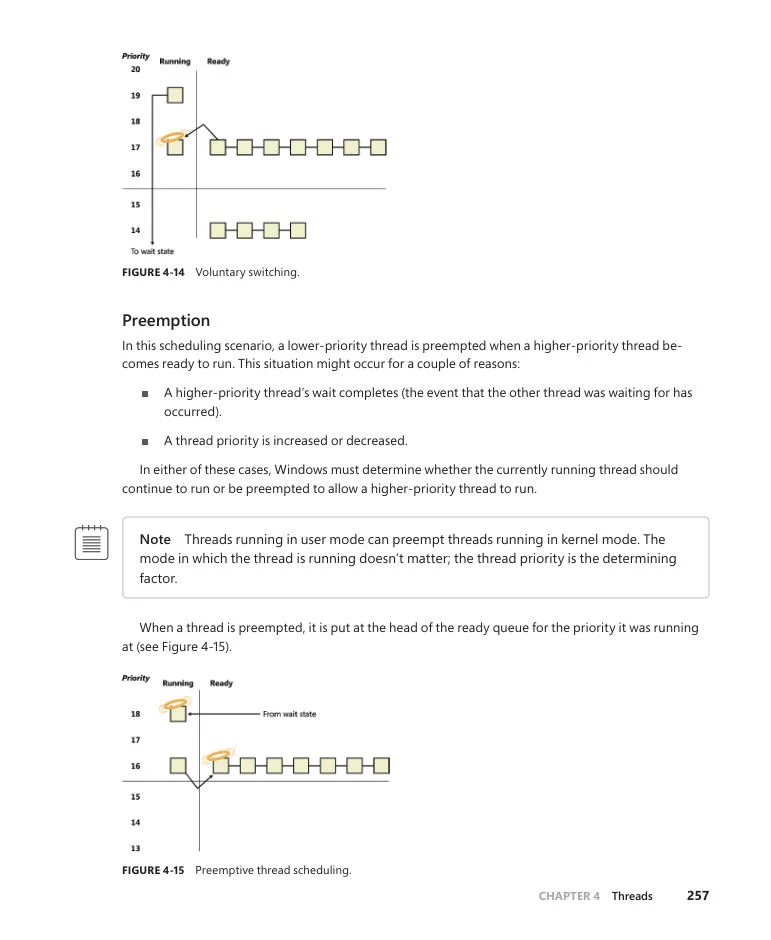 Priority Running Ready
20
19
18
17
16
15
14
To wait state
FIGURE 4-14 Voluntary switching.
Preemption
In this scheduling scenario, a lower-priority thread is preempted when a higher-priority thread be-
comes ready to run. This situation might occur for a couple of reasons:
■ A higher-priority thread’s wait completes (the event that the other thread was waiting for has
occurred).
■ A thread priority is increased or decreased.
In either of these cases, Windows must determine whether the currently running thread should
continue to run or be preempted to allow a higher-priority thread to run.
Note Threads running in user mode can preempt threads running in kernel mode. The
mode in which the thread is running doesn’t matter; the thread priority is the determining
factor.
When a thread is preempted, it is put at the head of the ready queue for the priority it was running
at (see Figure 4-15).
Priority Running Ready
18 From wait state
17
16
15
14
13
FIGURE 4-15 Preemptive thread scheduling.
CHAPTER 4 Threads 257